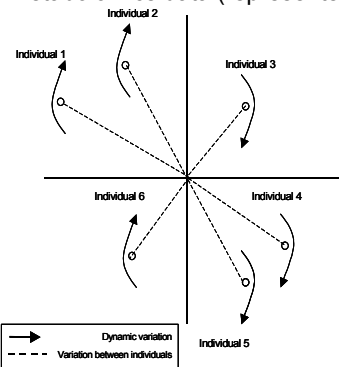 Individual 2
Individual 1
Individual 3
Individual 6
Individual 4
Individual 5
Dynamic variation
Variation between individuals